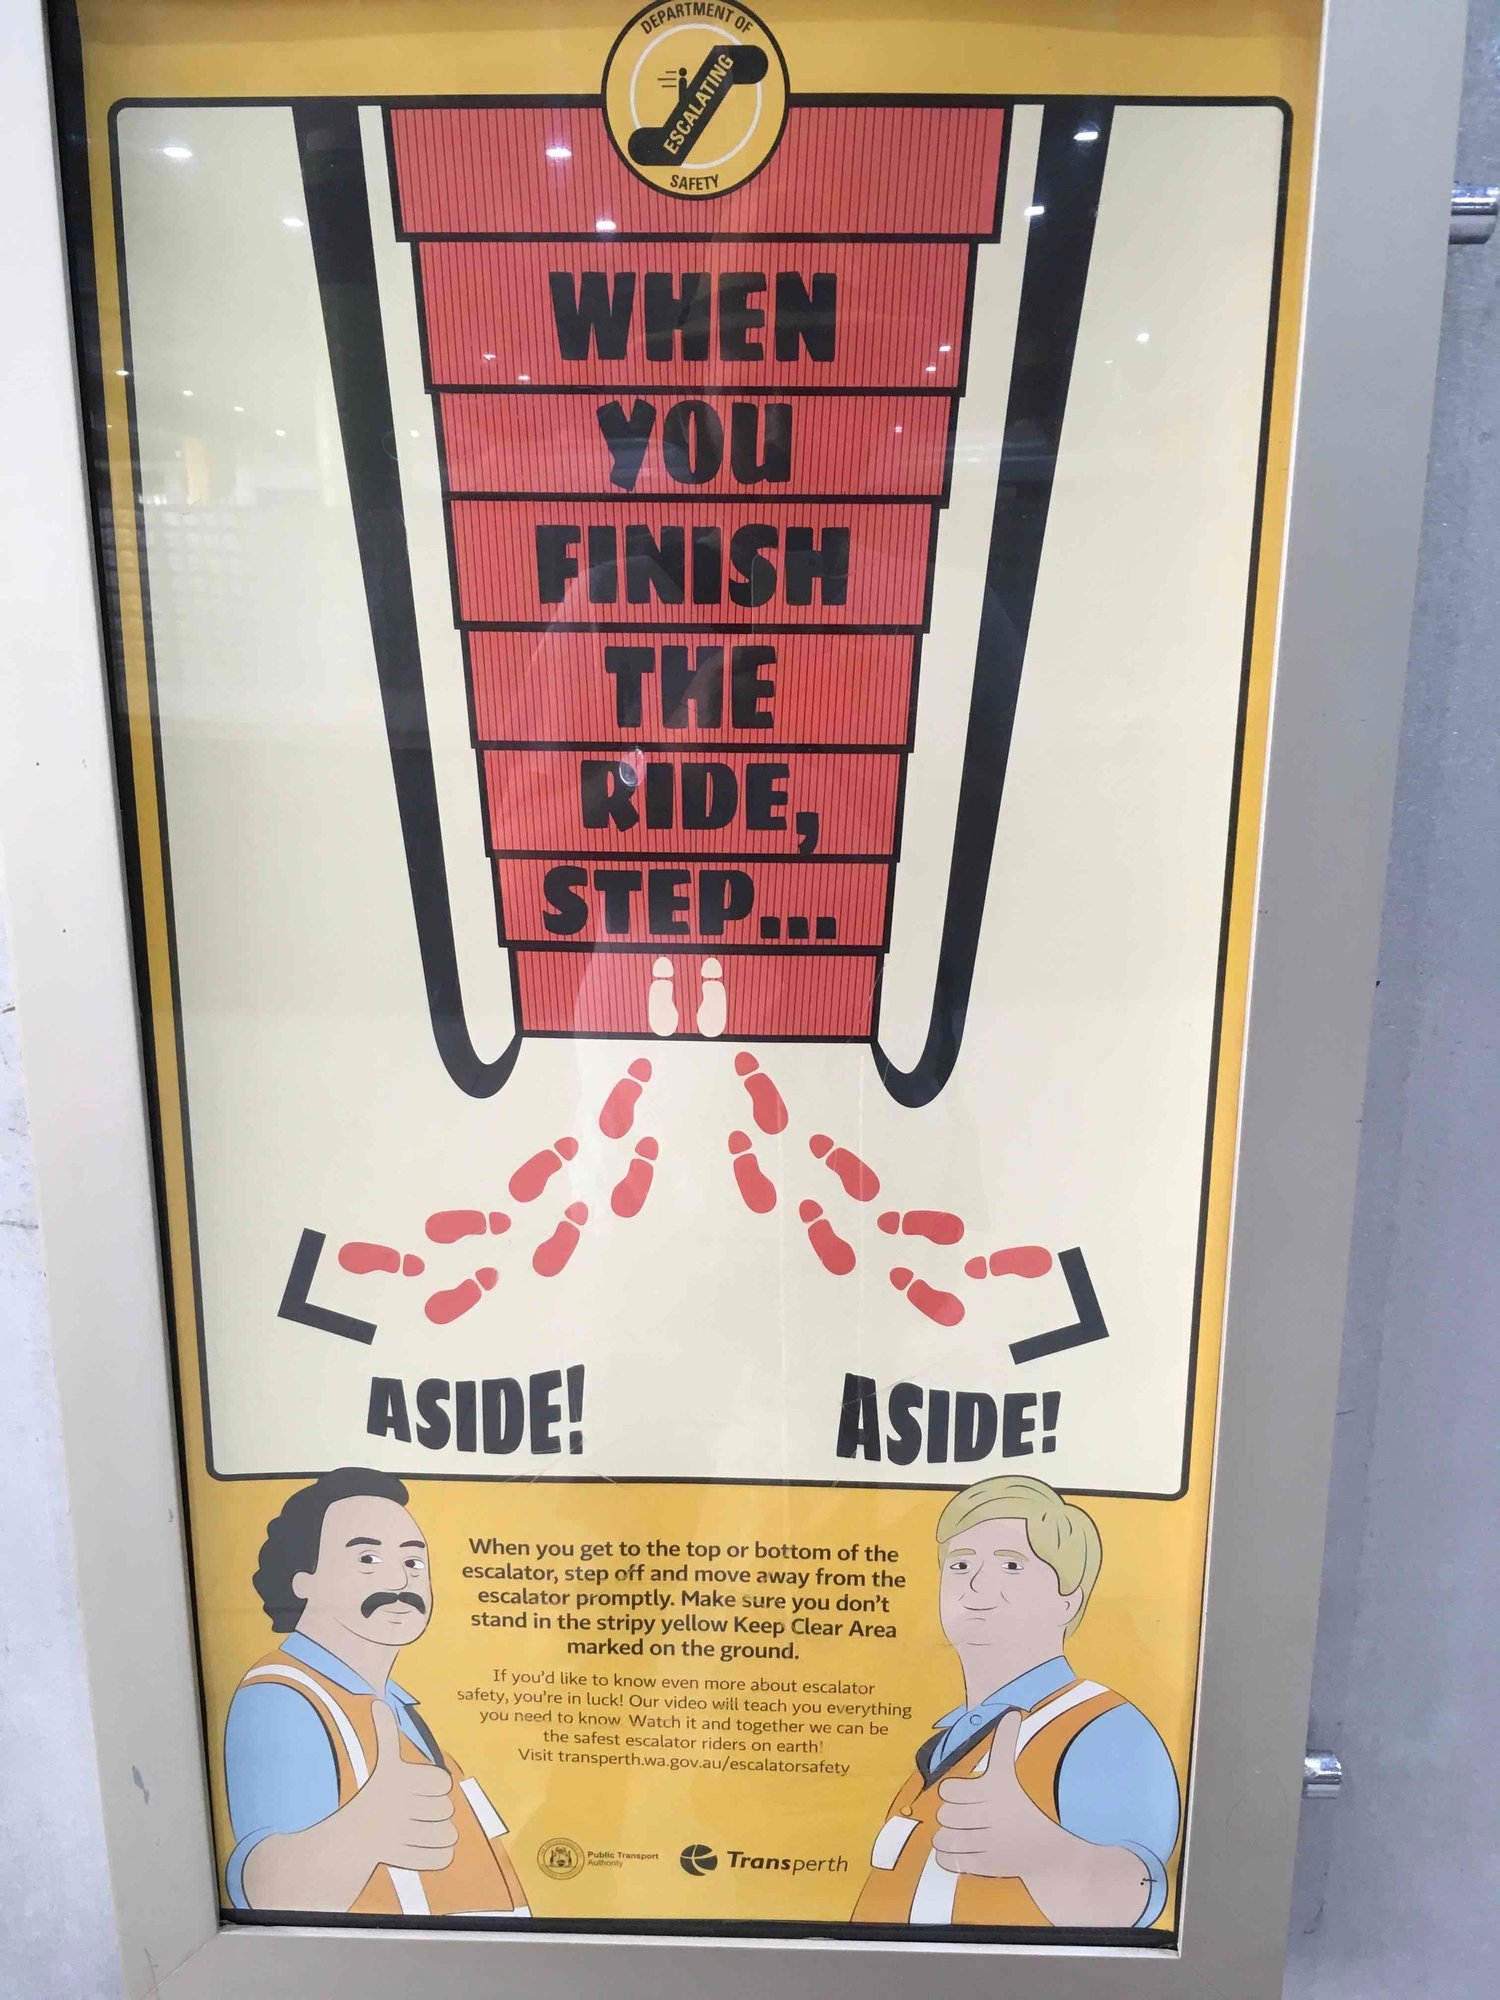 DEPARTMENT OF
ESCALATING
SAFETY
WHEN
YOU
FINISH
THE
RIDE,
STEP...
ASIDE! ASIDE!
When you get to the top or bottom of the
escalator, step off and move away from the
escalator promptly. Make sure you don't
stand in the stripy yellow Keep Clear Area
marked on the ground.
If you'd like to know even more about escalator
safety, you're in luck! Our video will teach you everything
you need to know. Watch it and together we can be
the safest escalator riders on earth!
Visit transperth.wa.gov.au/escalatorsafety
Public Transport
Authority
Transperth